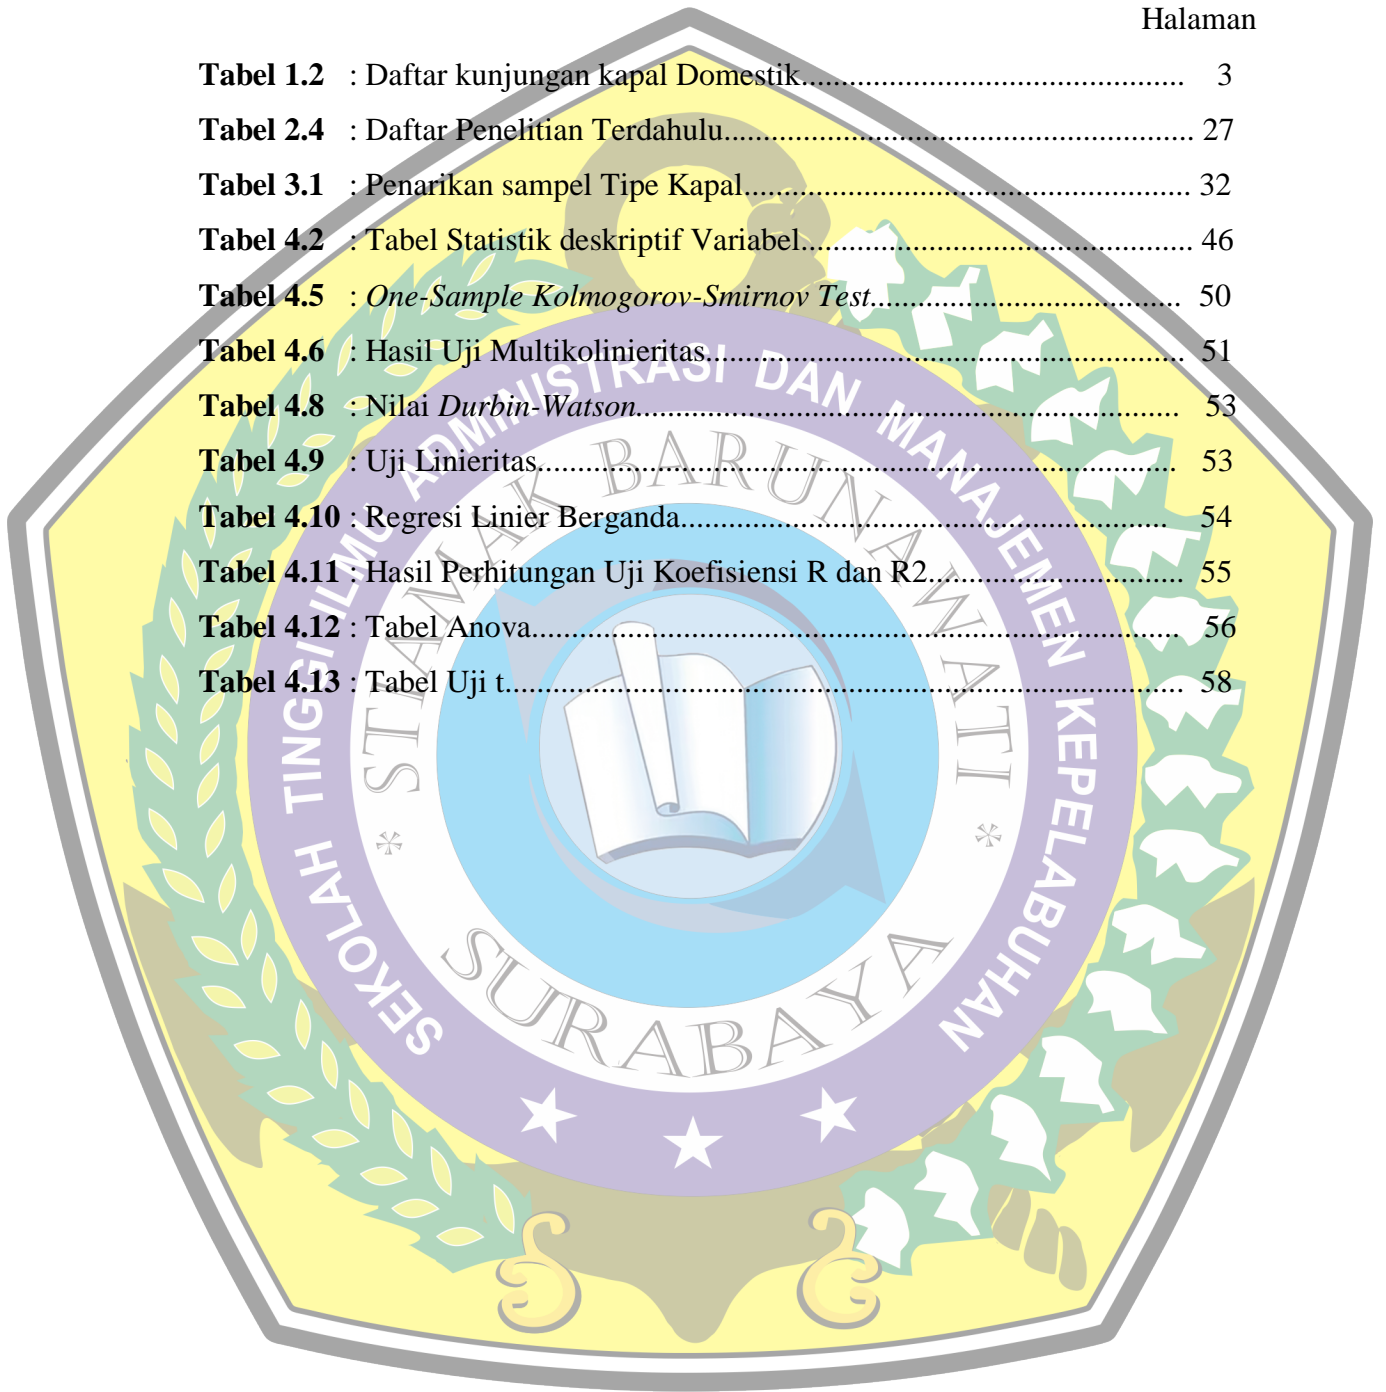 Halaman
Tabel 1.2 : Daftar kunjungan kapal Domestik................................................ 3
Tabel 2.4 : Daftar Penelitian Terdahulu........................................................... 27
Tabel 3.1 : Penarikan sampel Tipe Kapal........................................................ 32
Tabel 4.2 : Tabel Statistik deskriptif Variabel................................................. 46
Tabel 4.5 : One-Sample Kolmogorov-Smirnov Test....................................... 50
Tabel 4.6 : Hasil Uji Multikolinieritas............................................................ 51
Tabel 4.8 : Nilai Durbin-Watson.................................................................... 53
Tabel 4.9 : Uji Linieritas................................................................................ 53
Tabel 4.10 : Regresi Linier Berganda............................................................. 54
Tabel 4.11 : Hasil Perhitungan Uji Koefisiensi R dan R2................................ 55
Tabel 4.12 : Tabel Anova................................................................................. 56
Tabel 4.13 : Tabel Uji t.................................................................................... 58
SEKOLAH TINGGI ILMU ADMINISTRASI DAN MANAJEMEN KEPELABUHAN
STIAMAK BARUNAWATI
SURABAYA